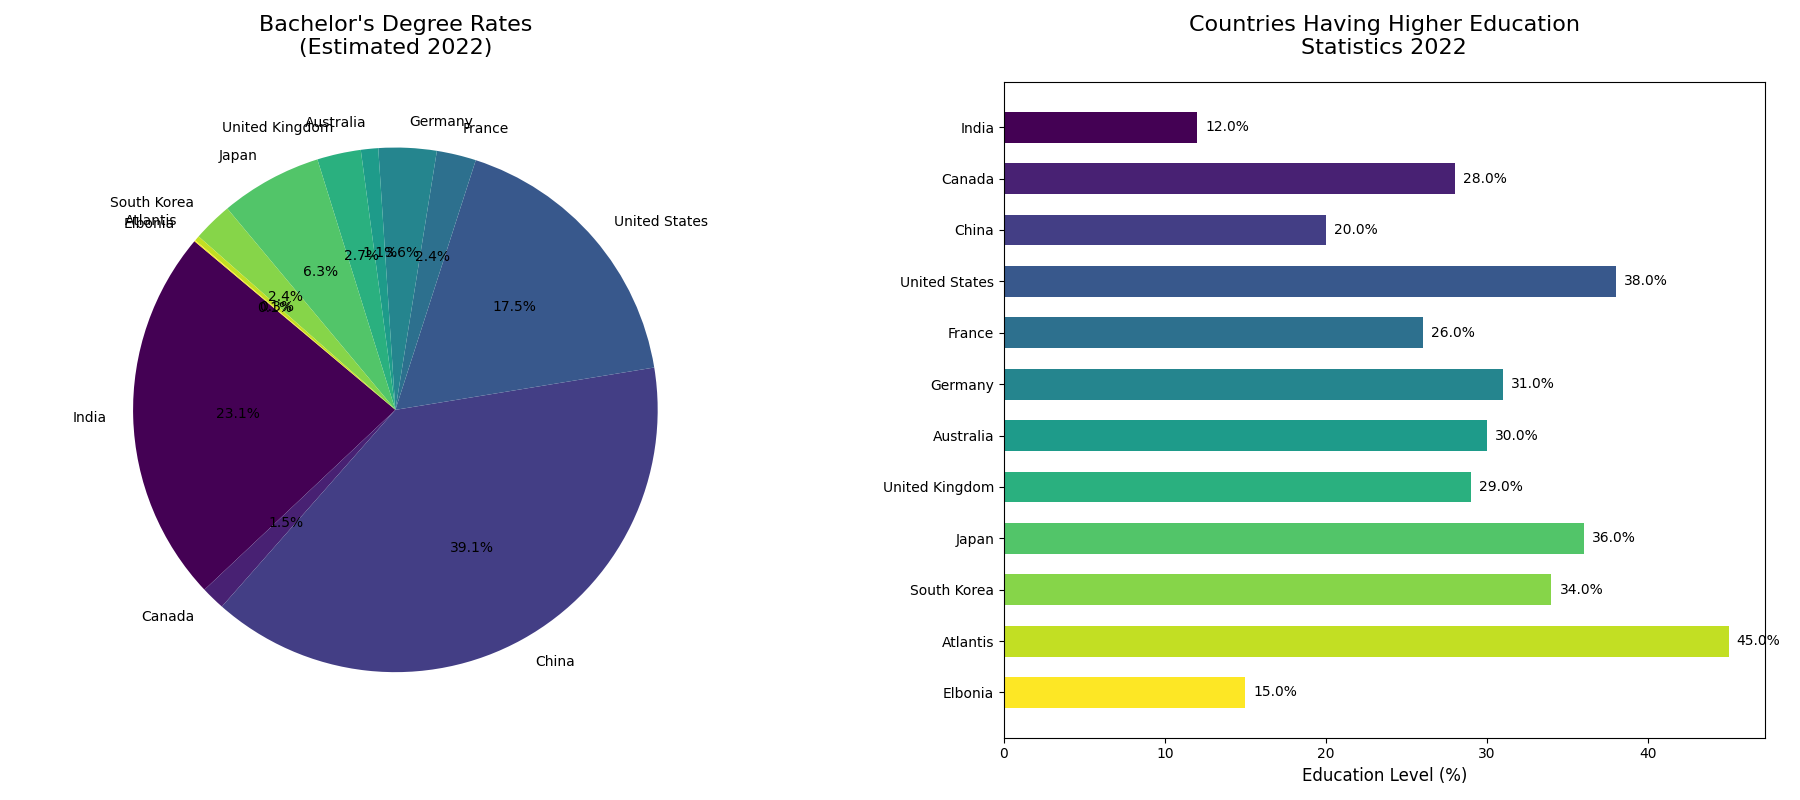 Bachelor's Degree Rates
(Estimated 2022)
Germany
Australia
France
United Kingdom
Japan
South Korea
Atlantis
Elbonia
United States
India
Canada
China
2.7%
1.1%
3.6%
2.4%
6.3%
2.4%
17.5%
23.1%
1.5%
39.1%
Countries Having Higher Education
Statistics 2022
India 12.0%
Canada 28.0%
China 20.0%
United States 38.0%
France 26.0%
Germany 31.0%
Australia 30.0%
United Kingdom 29.0%
Japan 36.0%
South Korea 34.0%
Atlantis 45.0%
Elbonia 15.0%
0 10 20 30 40
Education Level (%)